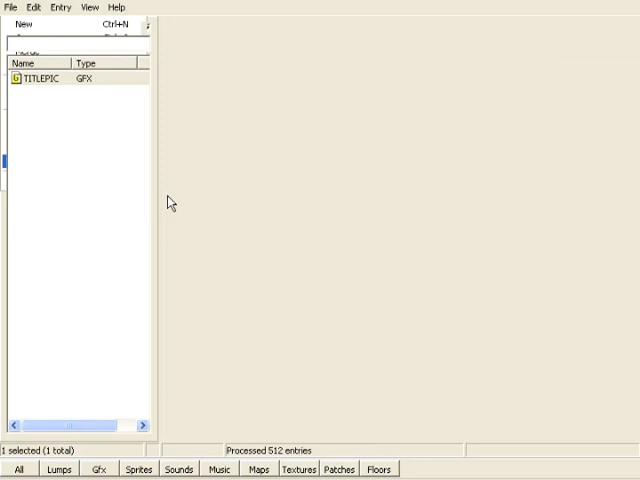 File Edit Entry View Help
New Ctrl+N
Name Type
TITLEPIC GFX
1 selected (1 total) Processed 512 entries
All Lumps Gfx Sprites Sounds Music Maps Textures Patches Floors